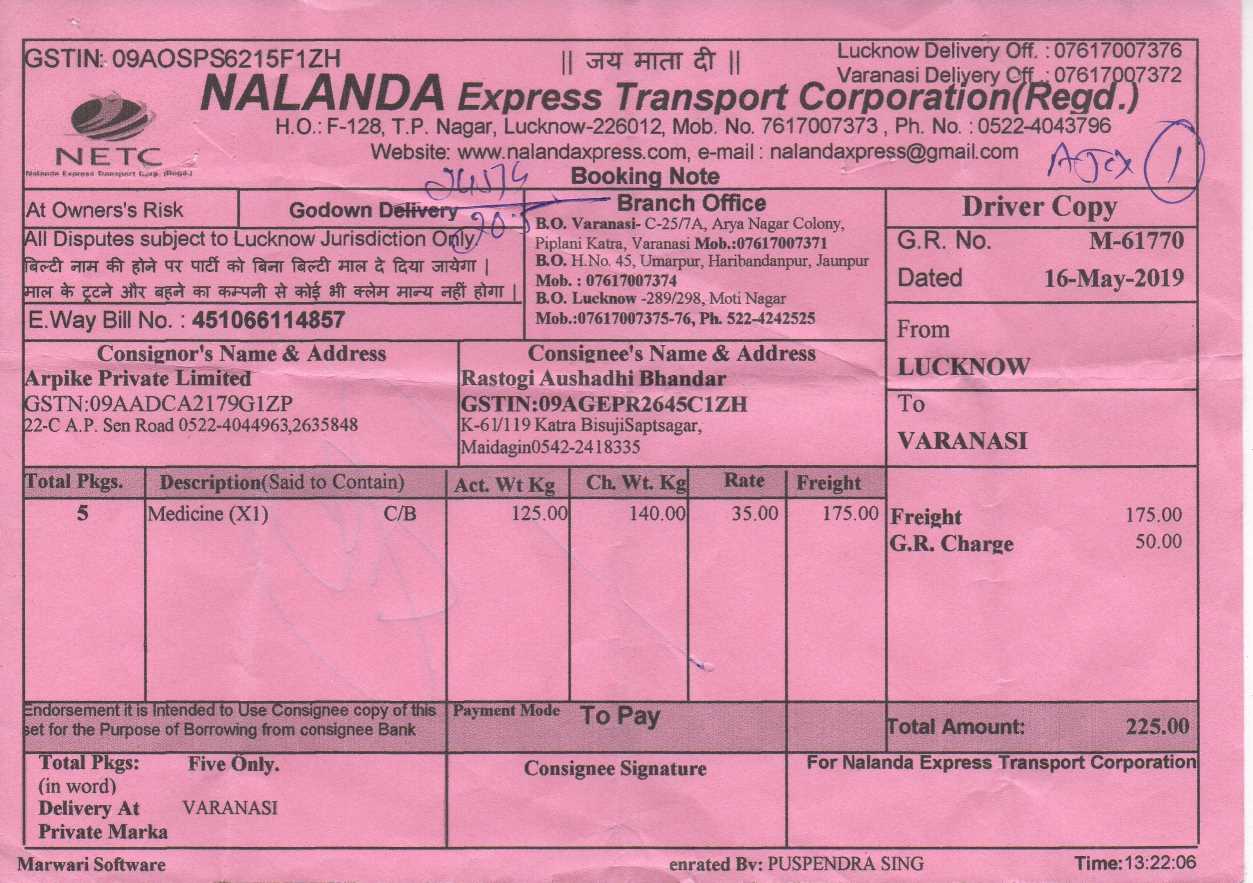 GSTIN: 09AOSPS6215F1ZH
|| जय माता दी ||
Lucknow Delivery Off. : 07617007376
Varanasi Delivery Off. : 07617007372
NALANDA Express Transport Corporation(Regd.)
H.O.: F-128, T.P. Nagar, Lucknow-226012, Mob. No. 7617007373 , Ph. No. : 0522-4043796
NETC
Website: www.nalandaxpress.com, e-mail : nalandaxpress@gmail.com
Nalanda Express Transport Corp. (Regd.)
Booking Note
1
At Owners's Risk
Godown Delivery
All Disputes subject to Lucknow Jurisdiction Only.
बिल्टी नाम की होने पर पार्टी को बिना बिल्टी माल दे दिया जायेगा |
माल के टूटने और बहने का कम्पनी से कोई भी क्लेम मान्य नहीं होगा |
E.Way Bill No. : 451066114857
Branch Office
B.O. Varanasi- C-25/7A, Arya Nagar Colony,
Piplani Katra, Varanasi Mob.:07617007371
B.O. H.No. 45, Umarpur, Haribandanpur, Jaunpur
Mob. : 07617007374
B.O. Lucknow -289/298, Moti Nagar
Mob.:07617007375-76, Ph. 522-4242525
Driver Copy
G.R. No. M-61770
Dated 16-May-2019
From
LUCKNOW
To
VARANASI
Consignor's Name & Address
Arpike Private Limited
GSTN:09AADCA2179G1ZP
22-C A.P. Sen Road 0522-4044963,2635848
Consignee's Name & Address
Rastogi Aushadhi Bhandar
GSTIN:09AGEPR2645C1ZH
K-61/119 Katra BisujiSaptsagar,
Maidagin0542-2418335
Total Pkgs. Description(Said to Contain) Act. Wt Kg Ch. Wt. Kg Rate Freight
5 Medicine (X1) C/B 125.00 140.00 35.00 175.00
Freight 175.00
G.R. Charge 50.00
Endorsement it is Intended to Use Consignee copy of this
set for the Purpose of Borrowing from consignee Bank
Payment Mode To Pay
Total Amount: 225.00
Total Pkgs: Five Only.
(in word)
Delivery At VARANASI
Private Marka
Consignee Signature
For Nalanda Express Transport Corporation
Marwari Software
enrated By: PUSPENDRA SING
Time:13:22:06